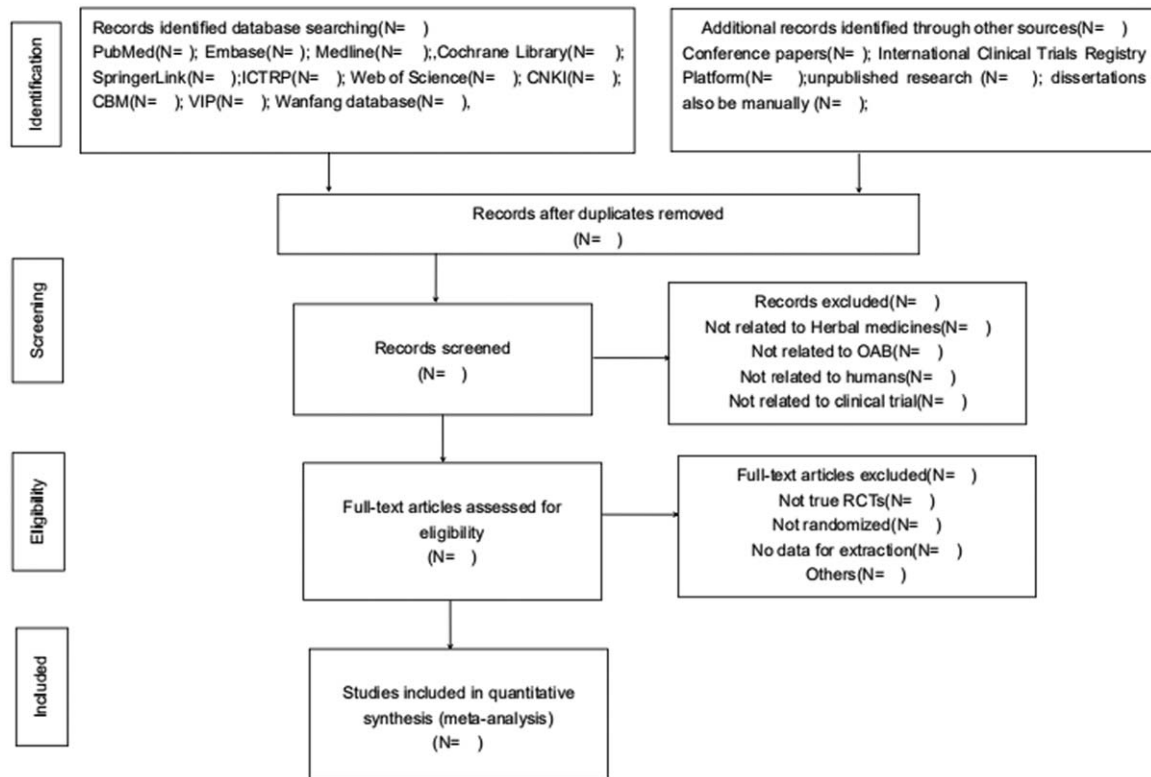 Identification
Records identified database searching(N=   )
PubMed(N=  ); Embase(N=  ); Medline(N=   );,Cochrane Library(N=   );
SpringerLink(N=   );ICTRP(N=   ); Web of Science(N=   ); CNKI(N=   );
CBM(N=   ); VIP(N=   ); Wanfang database(N=   ),
Additional records identified through other sources(N=   )
Conference papers(N=  ); International Clinical Trials Registry
Platform(N=   );unpublished research (N=   ); dissertations
also be manually (N=   );
Records after duplicates removed
(N=   )
Screening
Records screened
(N=   )
Records excluded(N=   )
Not related to Herbal medicines(N=   )
Not related to OAB(N=   )
Not related to humans(N=   )
Not related to clinical trial(N=   )
Eligibility
Full-text articles assessed for
eligibility
(N=   )
Full-text articles excluded(N=   )
Not true RCTs(N=   )
Not randomized(N=   )
No data for extraction(N=   )
Others(N=   )
Included
Studies included in quantitative
synthesis (meta-analysis)
(N=   )